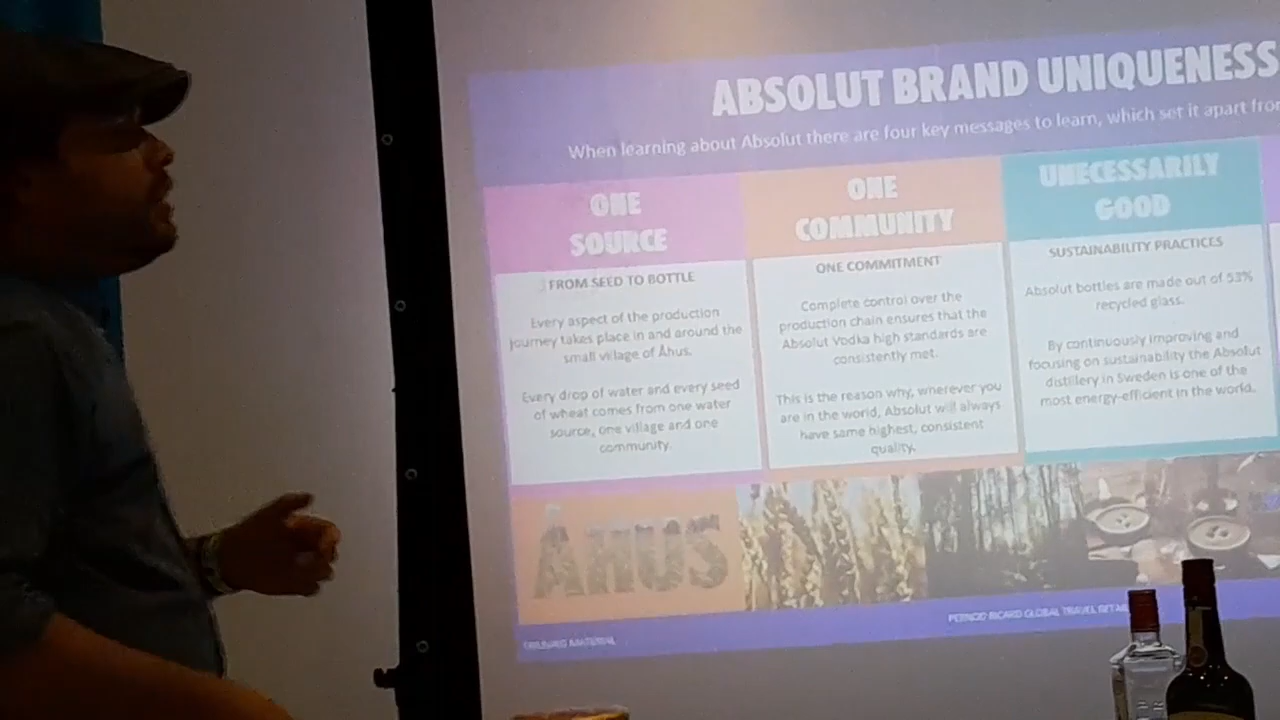 ABSOLUT BRAND UNIQUENESS
When learning about Absolut there are four key messages to learn, which set it apart from
ONE
SOURCE
FROM SEED TO BOTTLE
Every aspect of the production
journey takes place in and around the
small village of Åhus.
Every drop of water and every seed
of wheat comes from one water
source, one village and one
community.
ONE
COMMUNITY
ONE COMMITMENT
Complete control over the
production chain ensures that the
Absolut Vodka high standards are
consistently met.
This is the reason why, wherever you
are in the world, Absolut will always
have same highest, consistent
quality.
UNECESSARILY
GOOD
SUSTAINABILITY PRACTICES
Absolut bottles are made out of 53%
recycled glass.
By continuously improving and
focusing on sustainability the Absolut
distillery in Sweden is one of the
most energy-efficient in the world.
ÅHUS
PERNOD RICARD GLOBAL TRAVEL RETAIL
TRAINING MATERIAL